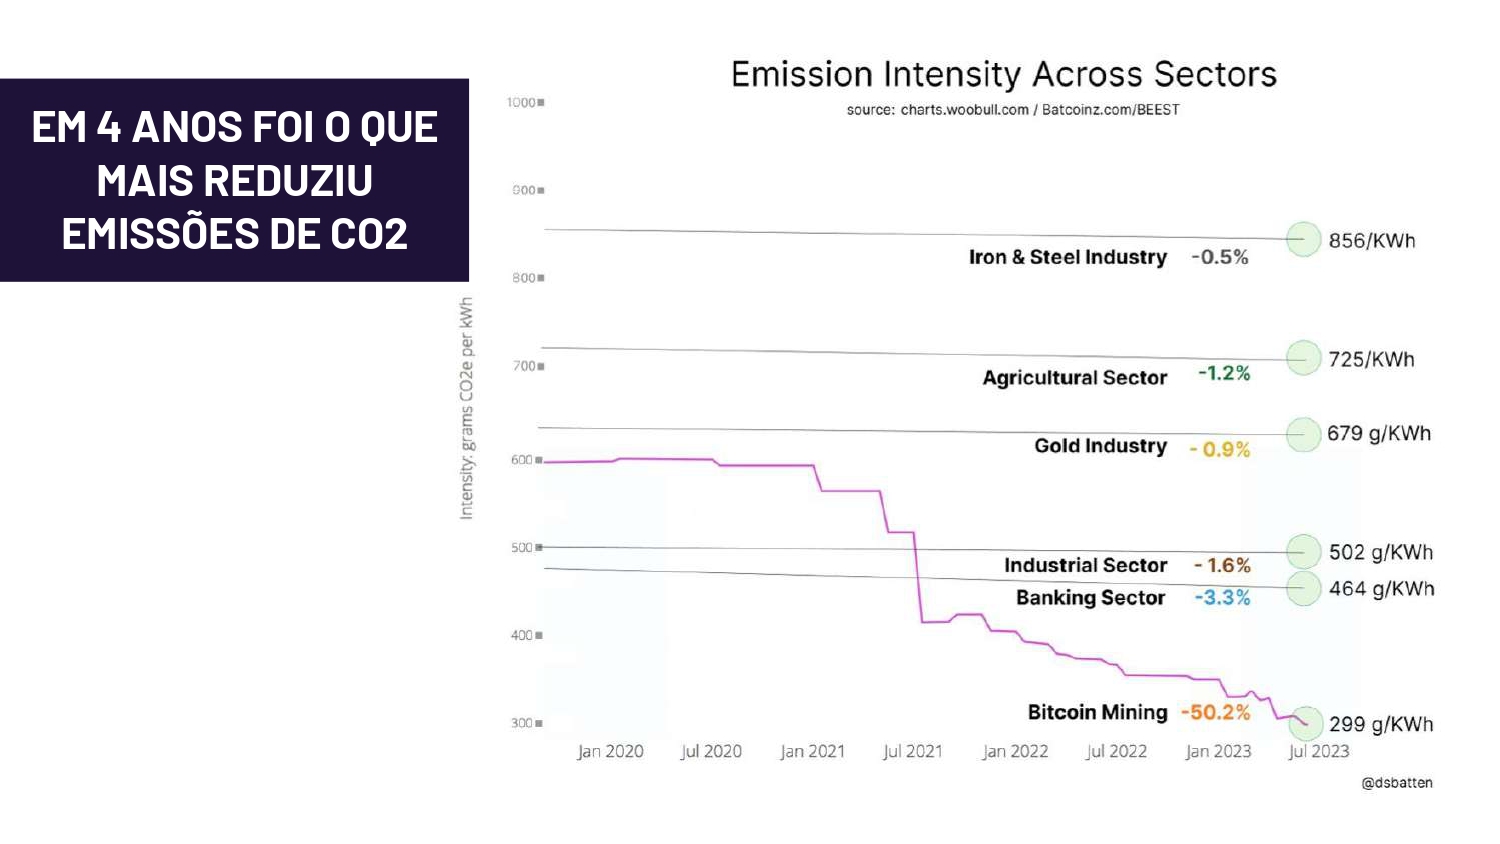 EM 4 ANOS FOI O QUE
MAIS REDUZIU
EMISSÕES DE CO2
Emission Intensity Across Sectors
source: charts.woobull.com / Batcoinz.com/BEEST
Intensity: grams CO2e per kWh
1000
900
800
700
600
500
400
300
Iron & Steel Industry -0.5% 856/KWh
Agricultural Sector -1.2% 725/KWh
Gold Industry - 0.9% 679 g/KWh
Industrial Sector - 1.6% 502 g/KWh
Banking Sector -3.3% 464 g/KWh
Bitcoin Mining -50.2% 299 g/KWh
Jan 2020 Jul 2020 Jan 2021 Jul 2021 Jan 2022 Jul 2022 Jan 2023 Jul 2023
@dsbatten